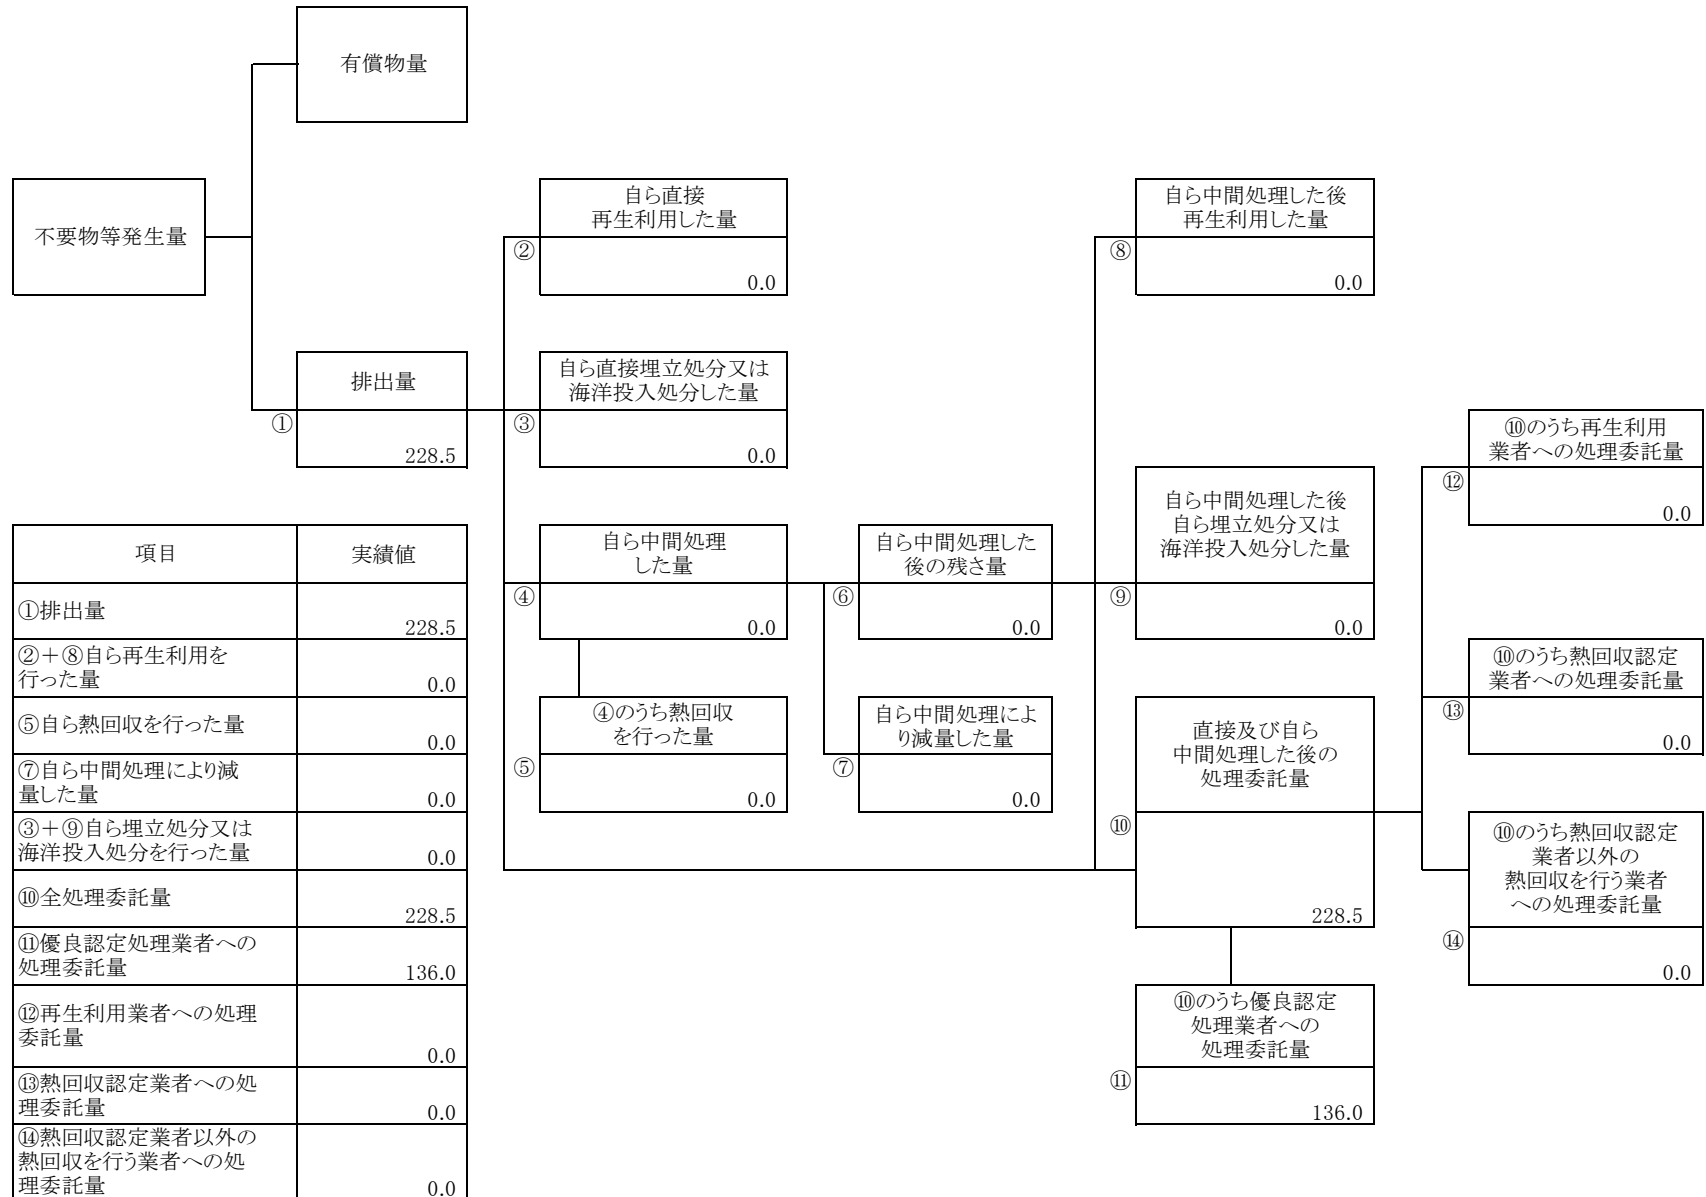 有償物量
不要物等発生量
自ら直接
再生利用した量
②
0.0
自ら中間処理した後
再生利用した量
⑧
0.0
排出量
①
228.5
自ら直接埋立処分又は
海洋投入処分した量
③
0.0
⑩のうち再生利用
業者への処理委託量
⑫
0.0
自ら中間処理
した量
④
0.0
自ら中間処理した
後の残さ量
⑥
0.0
自ら中間処理した後
自ら埋立処分又は
海洋投入処分した量
⑨
0.0
⑩のうち熱回収認定
業者への処理委託量
⑬
0.0
④のうち熱回収
を行った量
⑤
0.0
自ら中間処理によ
り減量した量
⑦
0.0
直接及び自ら
中間処理した後の
処理委託量
⑩
228.5
⑩のうち熱回収認定
業者以外の
熱回収を行う業者
への処理委託量
⑭
0.0
⑩のうち優良認定
処理業者への
処理委託量
⑪
136.0
項目 実績値
①排出量
228.5
②＋⑧自ら再生利用を
行った量
0.0
⑤自ら熱回収を行った量
0.0
⑦自ら中間処理により減
量した量
0.0
③＋⑨自ら埋立処分又は
海洋投入処分を行った量
0.0
⑩全処理委託量
228.5
⑪優良認定処理業者への
処理委託量
136.0
⑫再生利用業者への処理
委託量
0.0
⑬熱回収認定業者への処
理委託量
0.0
⑭熱回収認定業者以外の
熱回収を行う業者への処
理委託量
0.0